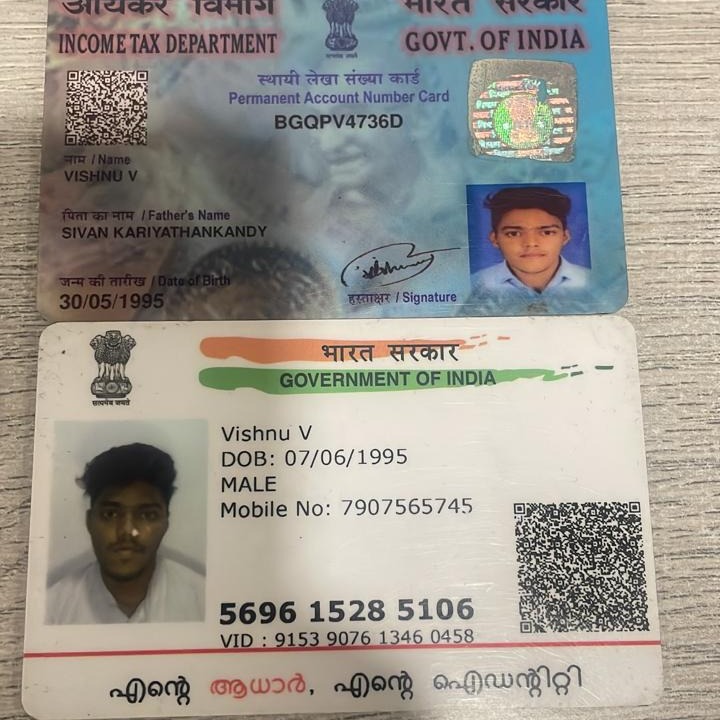 आयकर विभाग भारत सरकार
INCOME TAX DEPARTMENT GOVT. OF INDIA
सत्यमेव जयते
स्थायी लेखा संख्या कार्ड
Permanent Account Number Card
BGQPV4736D
नाम / Name
VISHNU V
पिता का नाम / Father's Name
SIVAN KARIYATHANKANDY
जन्म की तारीख / Date of Birth
30/05/1995
हस्ताक्षर / Signature
भारत सरकार
GOVERNMENT OF INDIA
सत्यमेव जयते
Vishnu V
DOB: 07/06/1995
MALE
Mobile No: 7907565745
5696 1528 5106
VID : 9153 9076 1346 0458
എന്റെ ആധാർ, എന്റെ ഐഡന്റിറ്റി